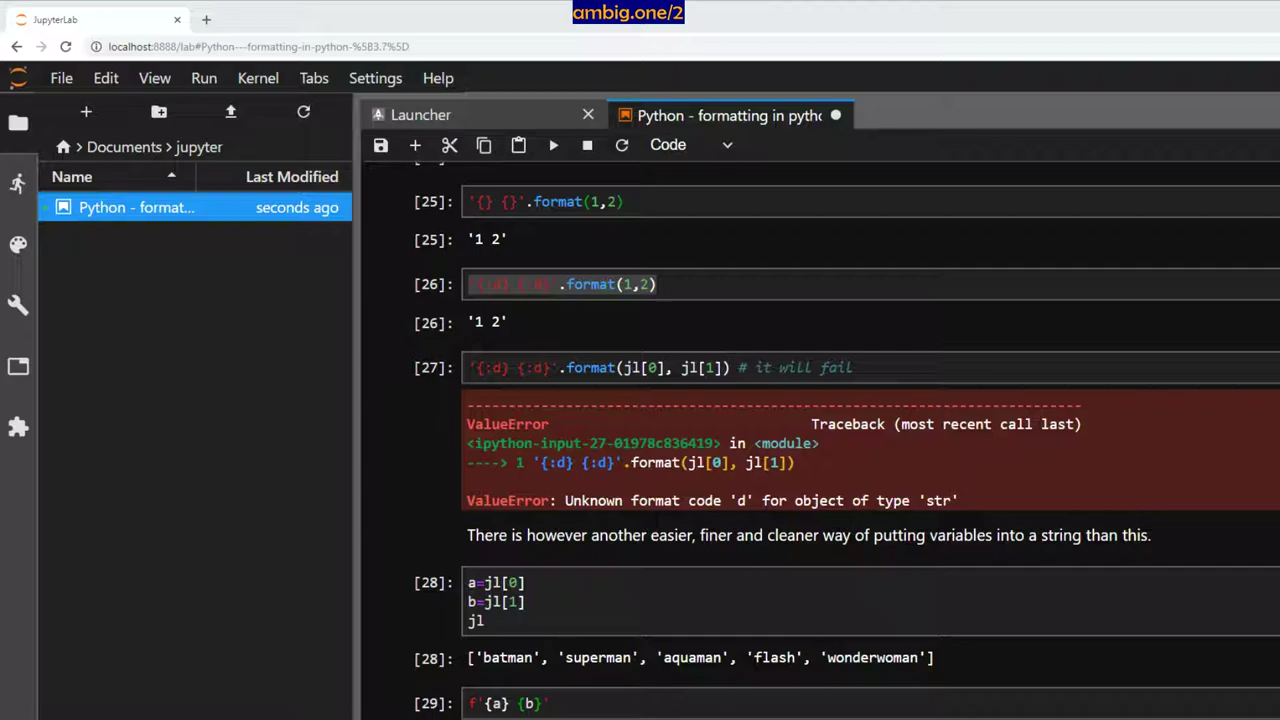 ambig.one/2
JupyterLab
localhost:8888/lab#Python---formatting-in-python-%5B3.7%5D
File Edit View Run Kernel Tabs Settings Help
Launcher
Python - formatting in pytho
Documents > jupyter
Code
Name Last Modified
Python - format... seconds ago
[25]: '{} {}'.format(1,2)
[25]: '1 2'
[26]: '{:d} {:d}'.format(1,2)
[26]: '1 2'
[27]: '{:d} {:d}'.format(jl[0], jl[1]) # it will fail
---------------------------------------------------------------------------
ValueError Traceback (most recent call last)
<ipython-input-27-01978c836419> in <module>
----> 1 '{:d} {:d}'.format(jl[0], jl[1])
ValueError: Unknown format code 'd' for object of type 'str'
There is however another easier, finer and cleaner way of putting variables into a string than this.
[28]: a=jl[0]
b=jl[1]
jl
[28]: ['batman', 'superman', 'aquaman', 'flash', 'wonderwoman']
[29]: f'{a} {b}'